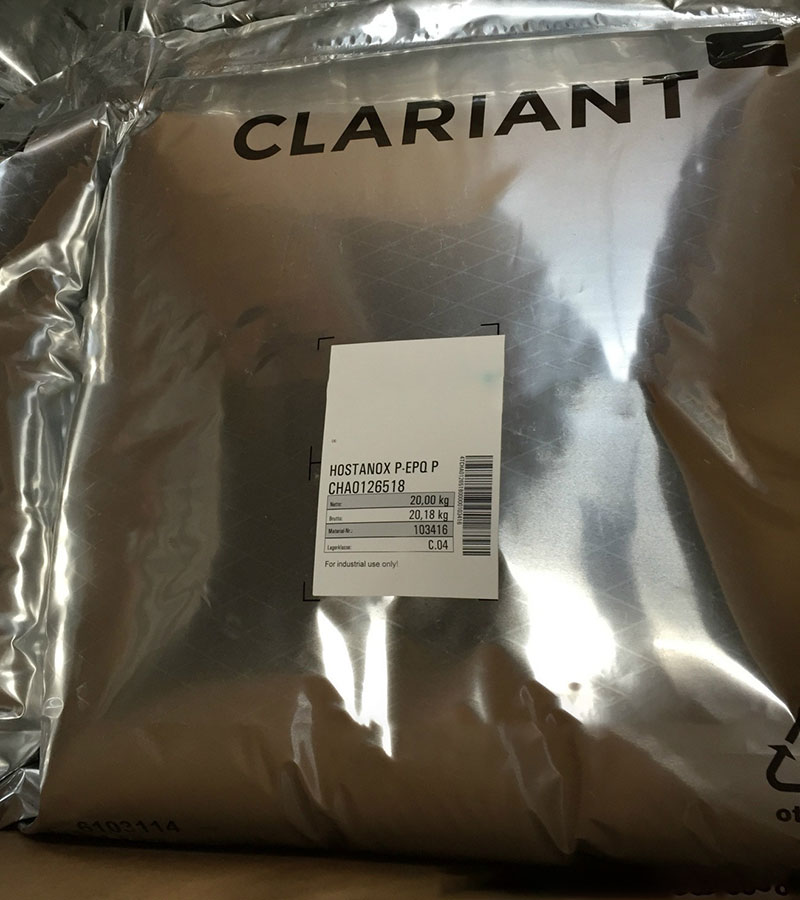 CLARIANT
HOSTANOX P-EPQ P
CHA0126518
Netto: 20,00 kg
Brutto: 20,18 kg
Material-Nr.: 103416
Lagerklasse: C.04
For industrial use only!
6103114